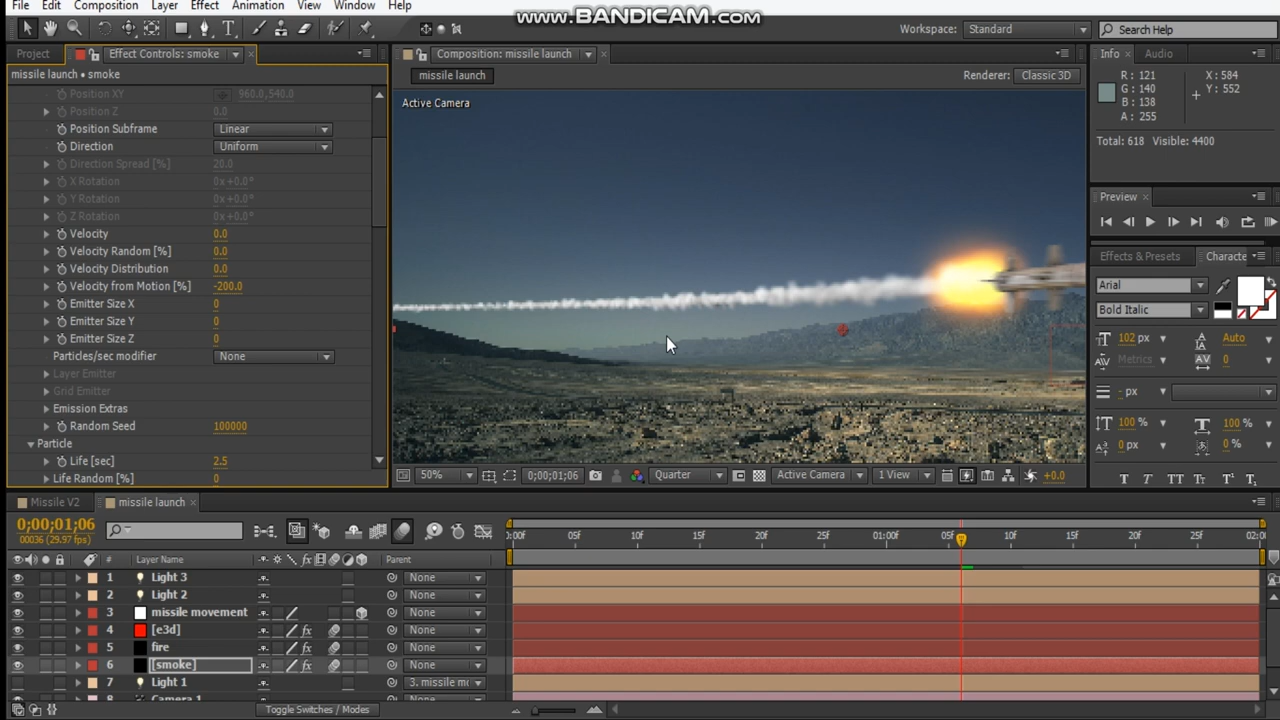 File Edit Composition Layer Effect Animation View Window Help
www.BANDICAM.com
Workspace: Standard
Search Help
Project
Effect Controls: smoke
missile launch • smoke
Position XY 960.0,540.0
Position Z 0.0
Position Subframe Linear
Direction Uniform
Direction Spread [%] 20.0
X Rotation 0x +0.0°
Y Rotation 0x +0.0°
Z Rotation 0x +0.0°
Velocity 0.0
Velocity Random [%] 0.0
Velocity Distribution 0.0
Velocity from Motion [%] -200.0
Emitter Size X 0
Emitter Size Y 0
Emitter Size Z 0
Particles/sec modifier None
Layer Emitter
Grid Emitter
Emission Extras
Random Seed 100000
Particle
Life [sec] 2.5
Life Random [%] 0
Composition: missile launch
missile launch
Renderer: Classic 3D
Active Camera
50% 0;00;01;06 Quarter Active Camera 1 View +0.0
Info Audio
R: 121 X: 584
G: 140 Y: 552
B: 138
A: 255
Total: 618 Visible: 4400
Preview
Effects & Presets Characte
Arial
Bold Italic
102 px Auto
Metrics 0
- px
100 % 100 %
0 px 0 %
T T TT Tr T T
Missile V2 missile launch
0;00;01;06
00036 (29.97 fps)
# Layer Name Parent
:00f 05f 10f 15f 20f 25f 01:00f 05f 10f 15f 20f 25f 02:0
1 Light 3 None
2 Light 2 None
3 missile movement None
4 [e3d] None
5 fire None
6 [smoke] None
7 Light 1 3. missile m
8 Camera 1 None
Toggle Switches / Modes